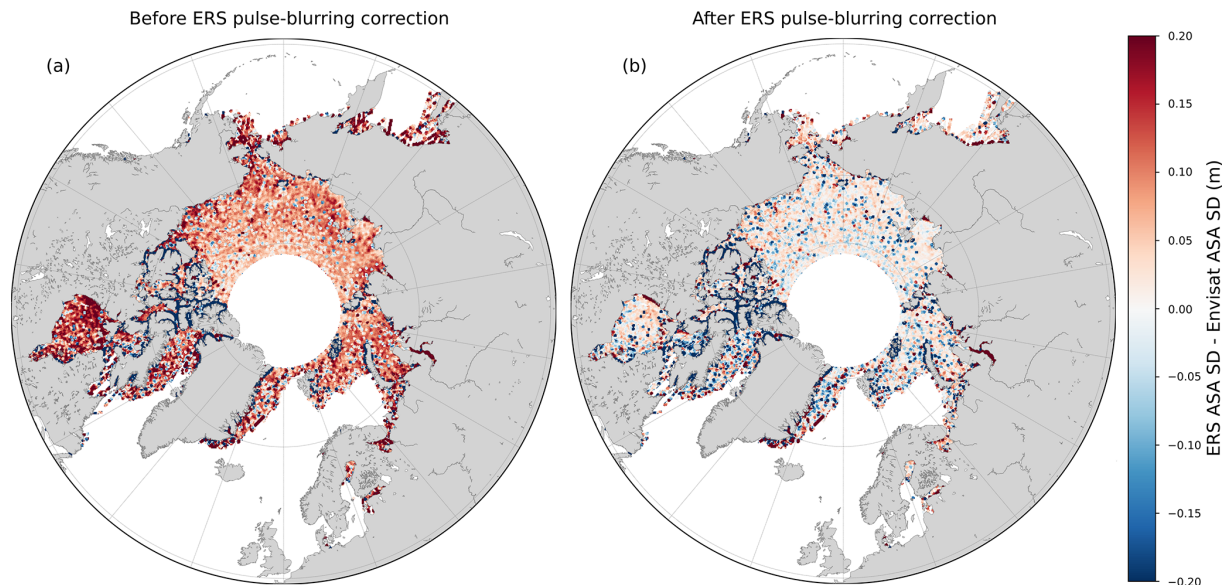 Before ERS pulse-blurring correction
After ERS pulse-blurring correction
(a)
(b)
0.20
0.15
0.10
0.05
0.00
−0.05
−0.10
−0.15
−0.20
ERS ASA SD - Envisat ASA SD (m)